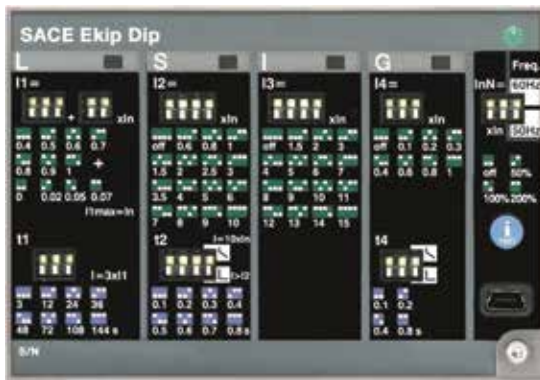 SACE Ekip Dip
L S I G
Freq.
I1= I2= I3= I4= InN= 60Hz
+ xIn xIn xIn xIn xIn 50Hz
0.4 0.5 0.6 0.7
0.8 0.9 1 +
0 0.02 0.05 0.07
I1max=In
off 0.6 0.8 1
1.5 2 2.5 3
3.5 4 5 6
7 8 9 10
off 1.5 2 3
4 5 6 7
8 9 10 11
12 13 14 15
off 0.1 0.2 0.3
0.4 0.6 0.8 1
off 50%
100% 200%
t1
I=3xI1
3 12 24 36
48 72 108 144 s
t2
I=10xIn
I>I2
0.1 0.2 0.3 0.4
0.5 0.6 0.7 0.8s
t4
0.1 0.2
0.4 0.8 s
S/N